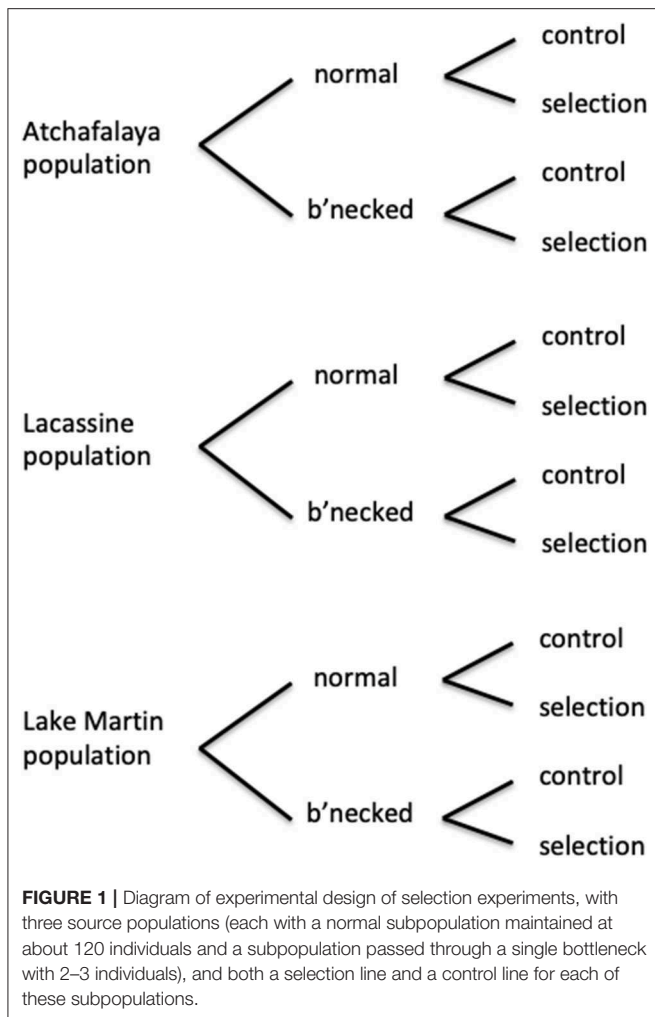 control
normal
selection
Atchafalaya
population
control
b'necked
selection
control
normal
selection
Lacassine
population
control
b'necked
selection
control
normal
selection
Lake Martin
population
control
b'necked
selection
FIGURE 1 | Diagram of experimental design of selection experiments, with
three source populations (each with a normal subpopulation maintained at
about 120 individuals and a subpopulation passed through a single bottleneck
with 2–3 individuals), and both a selection line and a control line for each of
these subpopulations.